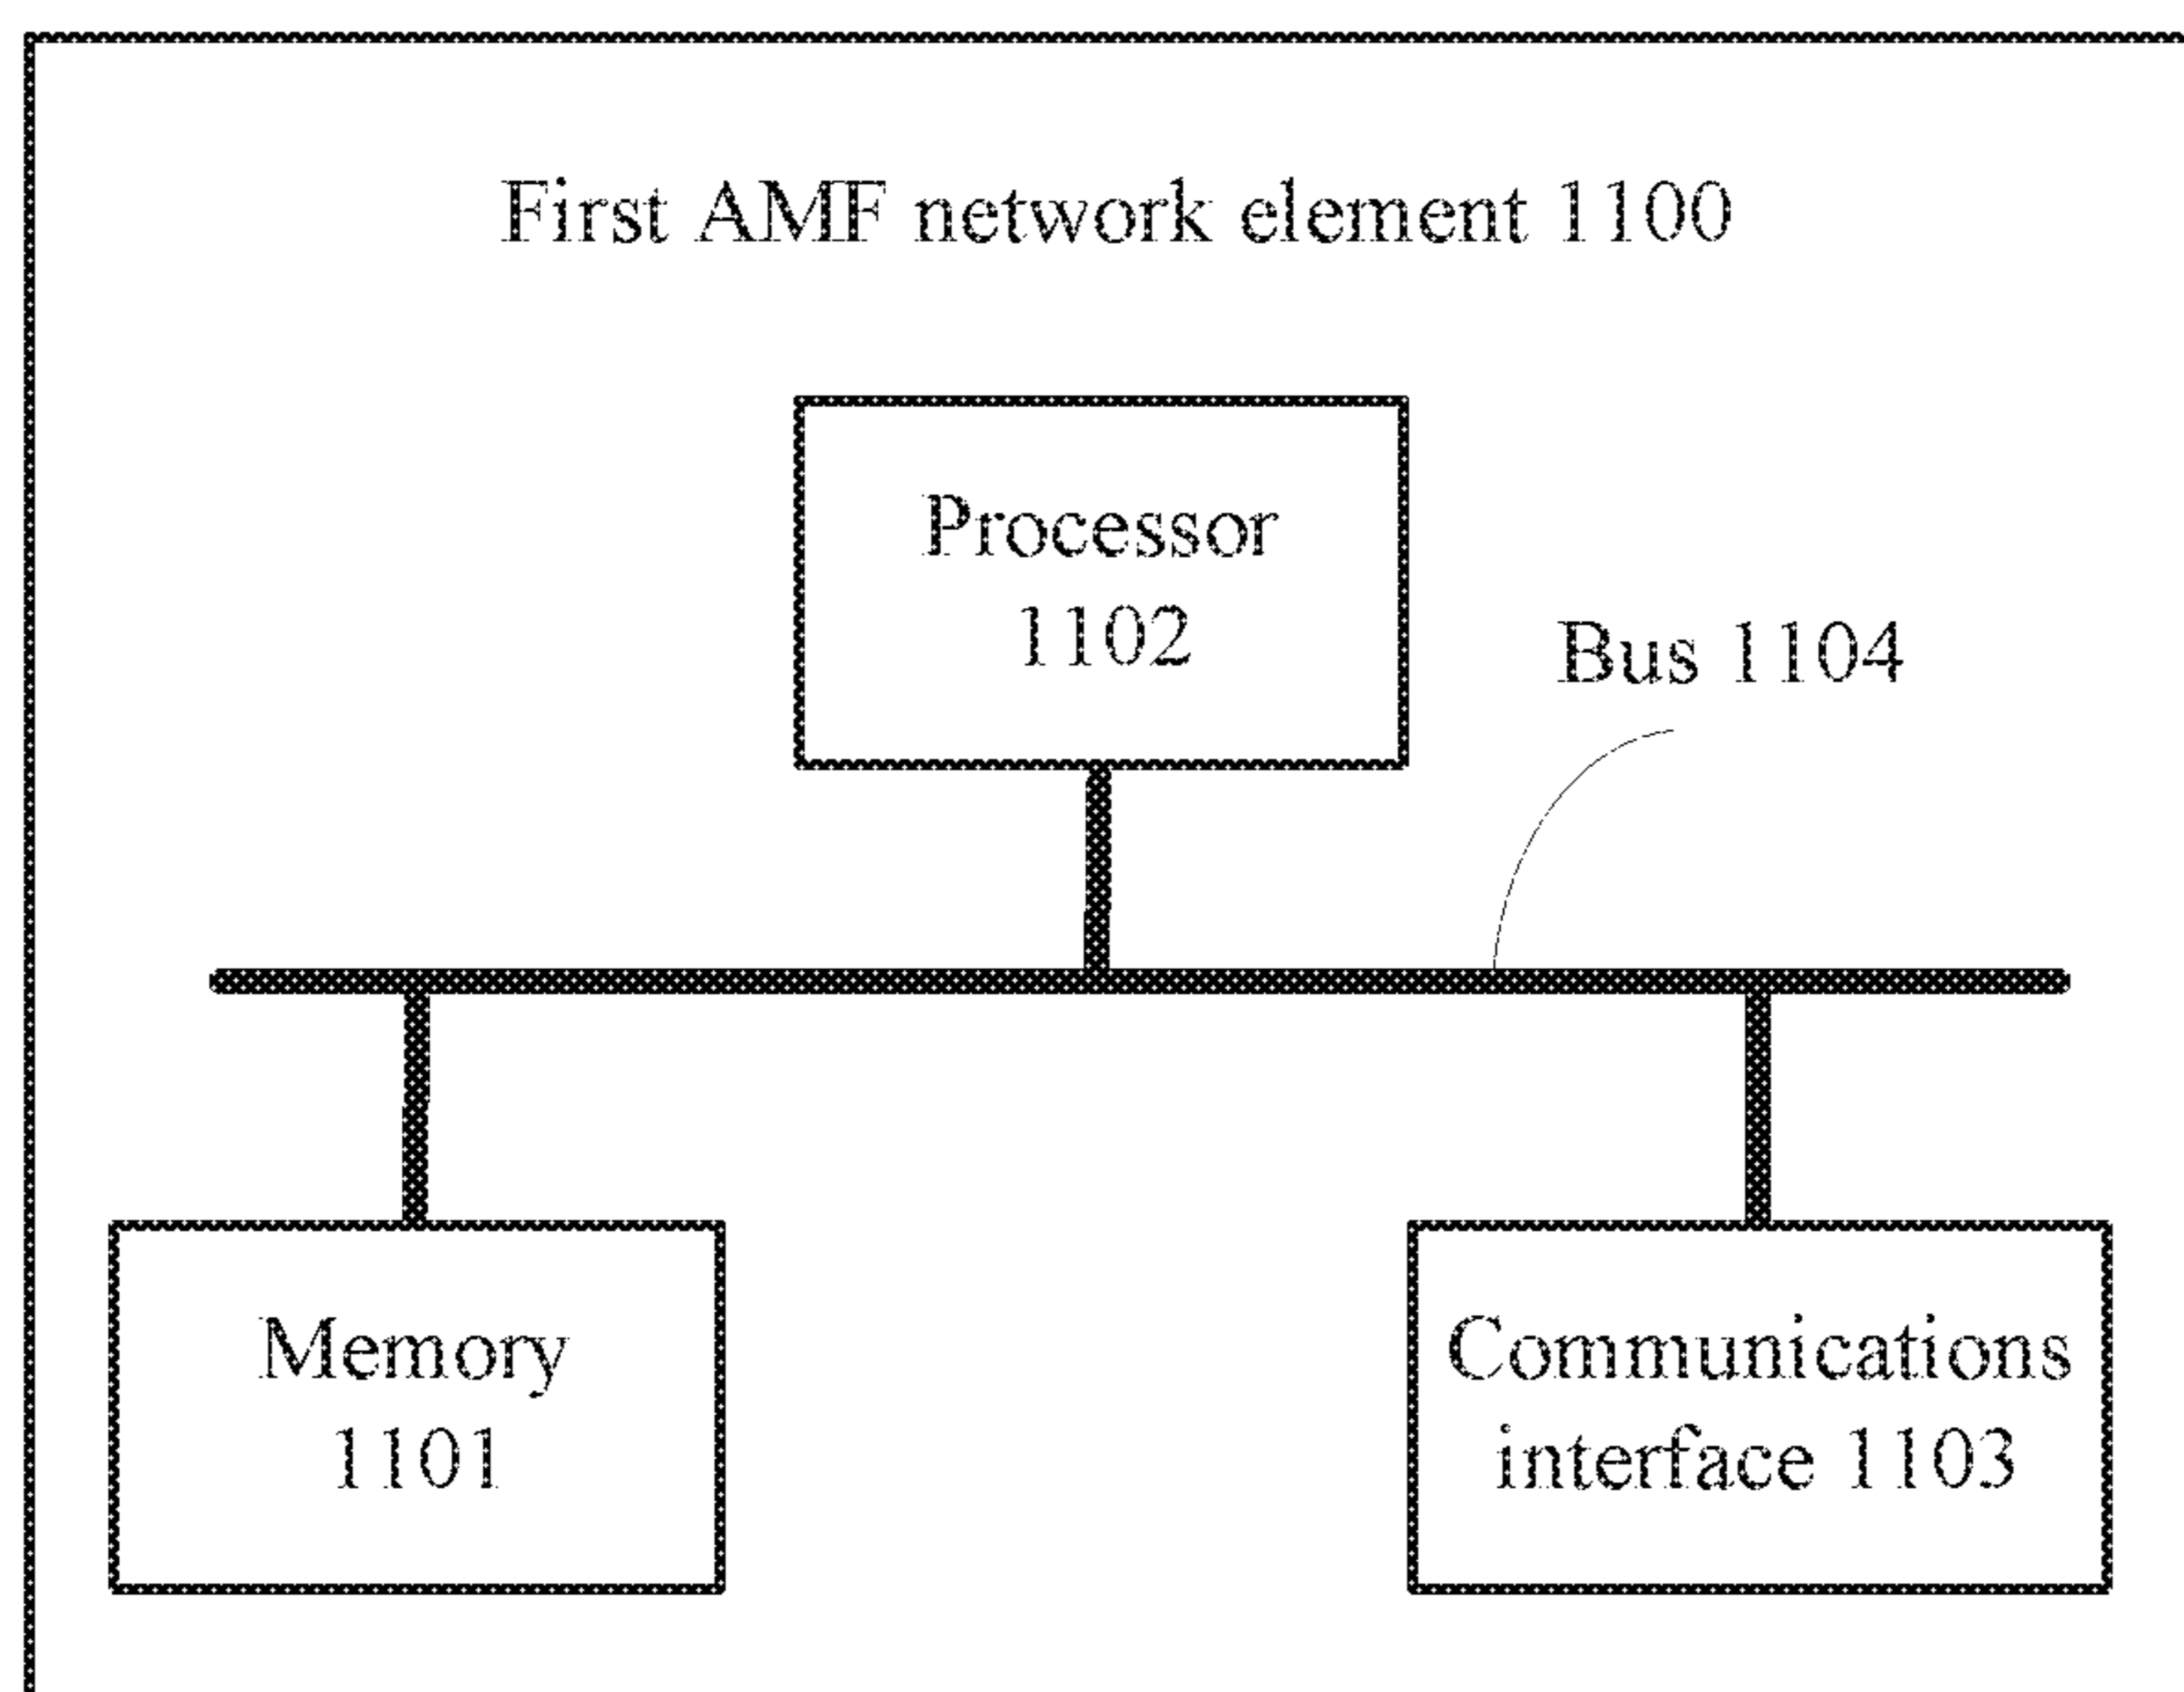 First AMF network element 1100
Processor
1102
Bus 1104
Memory
1101
Communications
interface 1103